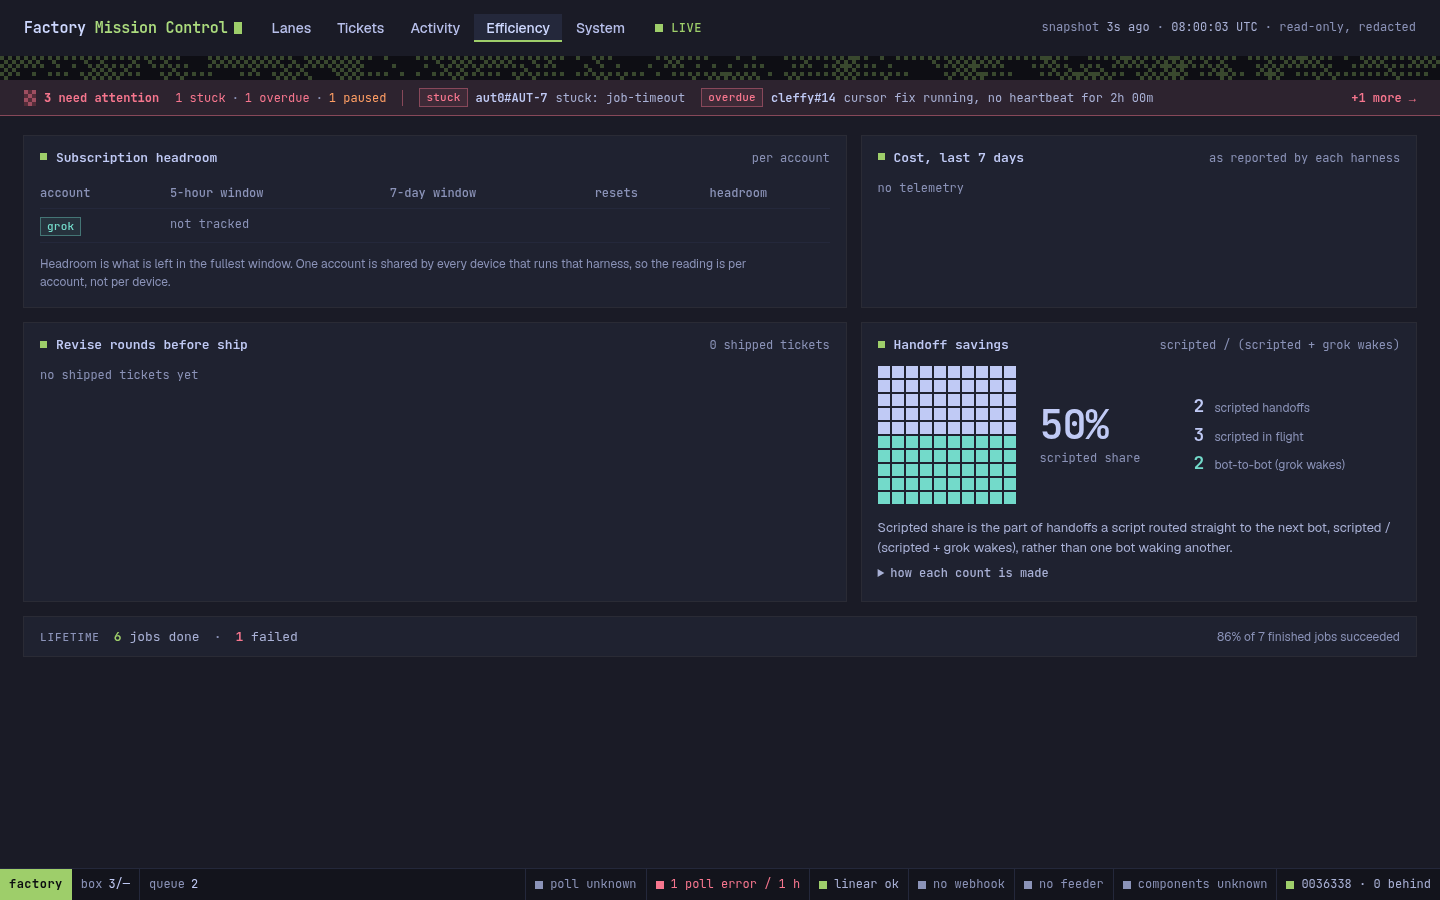 Factory Mission Control
Lanes
Tickets
Activity
Efficiency
System
LIVE
snapshot 3s ago · 08:00:03 UTC · read-only, redacted
3 need attention
1 stuck · 1 overdue · 1 paused
stuck aut0#AUT-7 stuck: job-timeout
overdue cleffy#14 cursor fix running, no heartbeat for 2h 00m
+1 more →
Subscription headroom
per account
account 5-hour window 7-day window resets headroom
grok not tracked
Headroom is what is left in the fullest window. One account is shared by every device that runs that harness, so the reading is per
account, not per device.
Cost, last 7 days
as reported by each harness
no telemetry
Revise rounds before ship
0 shipped tickets
no shipped tickets yet
Handoff savings
scripted / (scripted + grok wakes)
50%
scripted share
2 scripted handoffs
3 scripted in flight
2 bot-to-bot (grok wakes)
Scripted share is the part of handoffs a script routed straight to the next bot, scripted /
(scripted + grok wakes), rather than one bot waking another.
▶ how each count is made
LIFETIME 6 jobs done · 1 failed
86% of 7 finished jobs succeeded
factory
box 3/—
queue 2
poll unknown
1 poll error / 1 h
linear ok
no webhook
no feeder
components unknown
0036338 · 0 behind